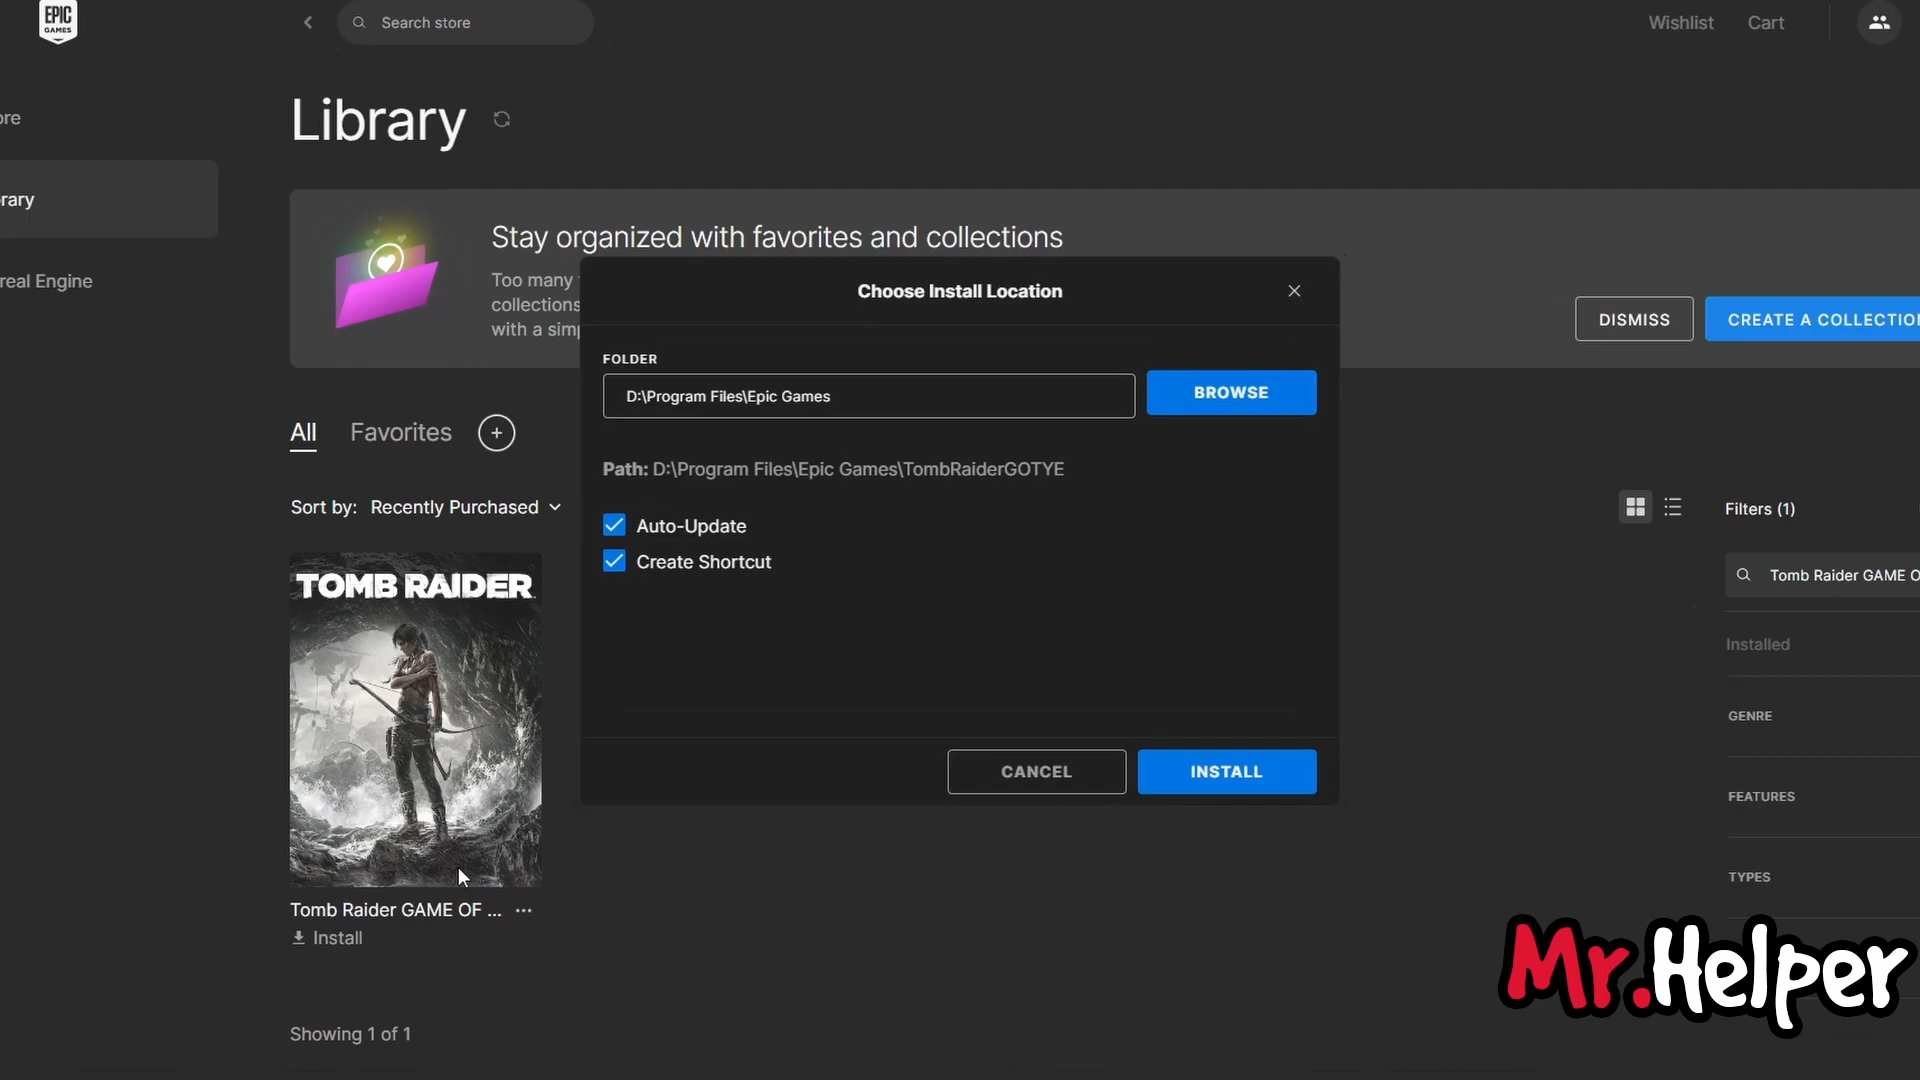 EPIC
GAMES
Search store
Wishlist
Cart
ore
Library
rary
Stay organized with favorites and collections
real Engine
Too many
collections
with a
DISMISS
CREATE A COLLECTION
Choose Install Location
FOLDER
D:\Program Files\Epic Games
BROWSE
Path: D:\Program Files\Epic Games\TombRaiderGOTYE
Auto-Update
Create Shortcut
CANCEL
INSTALL
All
Favorites
Sort by: Recently Purchased
Filters (1)
Tomb Raider GAME O
Installed
GENRE
FEATURES
TYPES
TOMB RAIDER
Tomb Raider GAME OF ...
Install
Showing 1 of 1
Mr.Helper